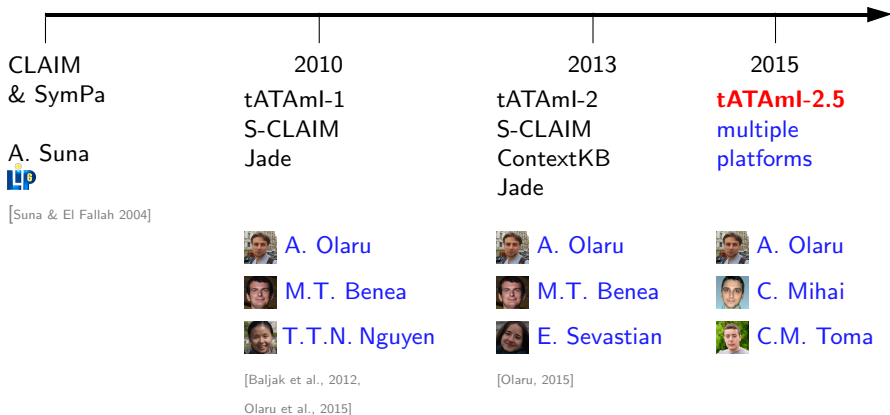 CLAIM
& SymPa
A. Suna
LIP6
[Suna & El Fallah 2004]
2010
tATAmI-1
S-CLAIM
Jade
A. Olaru
M.T. Benea
T.T.N. Nguyen
[Baljak et al., 2012,
Olaru et al., 2015]
2013
tATAmI-2
S-CLAIM
ContextKB
Jade
A. Olaru
M.T. Benea
E. Sevastian
[Olaru, 2015]
2015
tATAmI-2.5
multiple
platforms
A. Olaru
C. Mihai
C.M. Toma